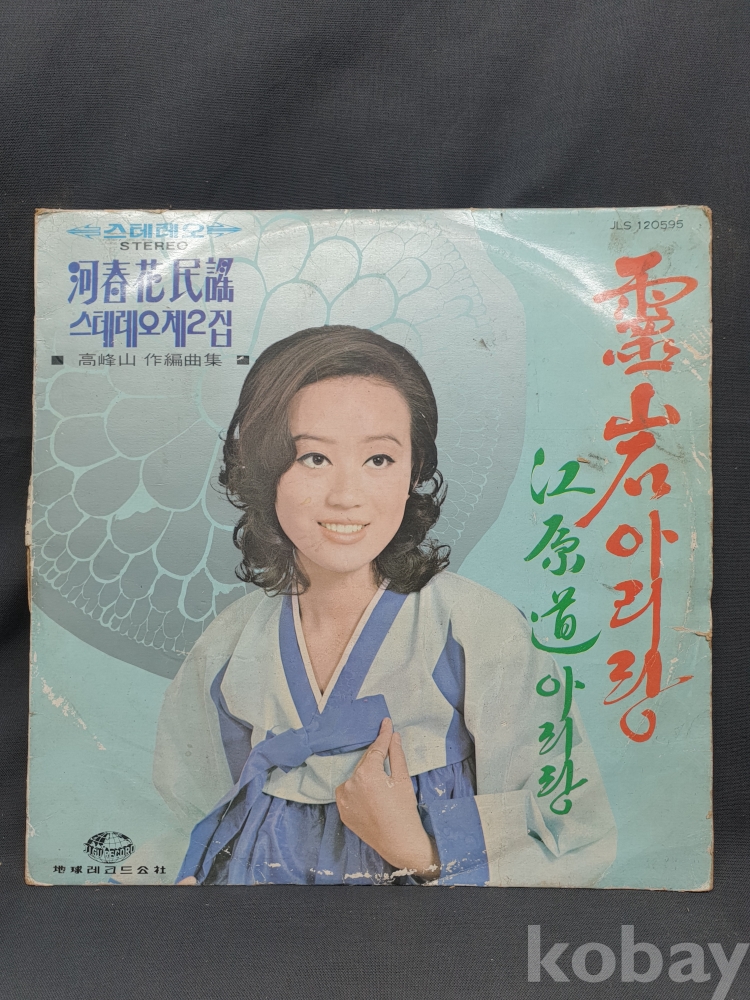 스테레오
STEREO
河春花民謠
스테레오제2집
高峰山 作編曲集
JLS 120595
靈岩아리랑
江原道아리랑
JIGU RECORD
地球레코드公社
kobay